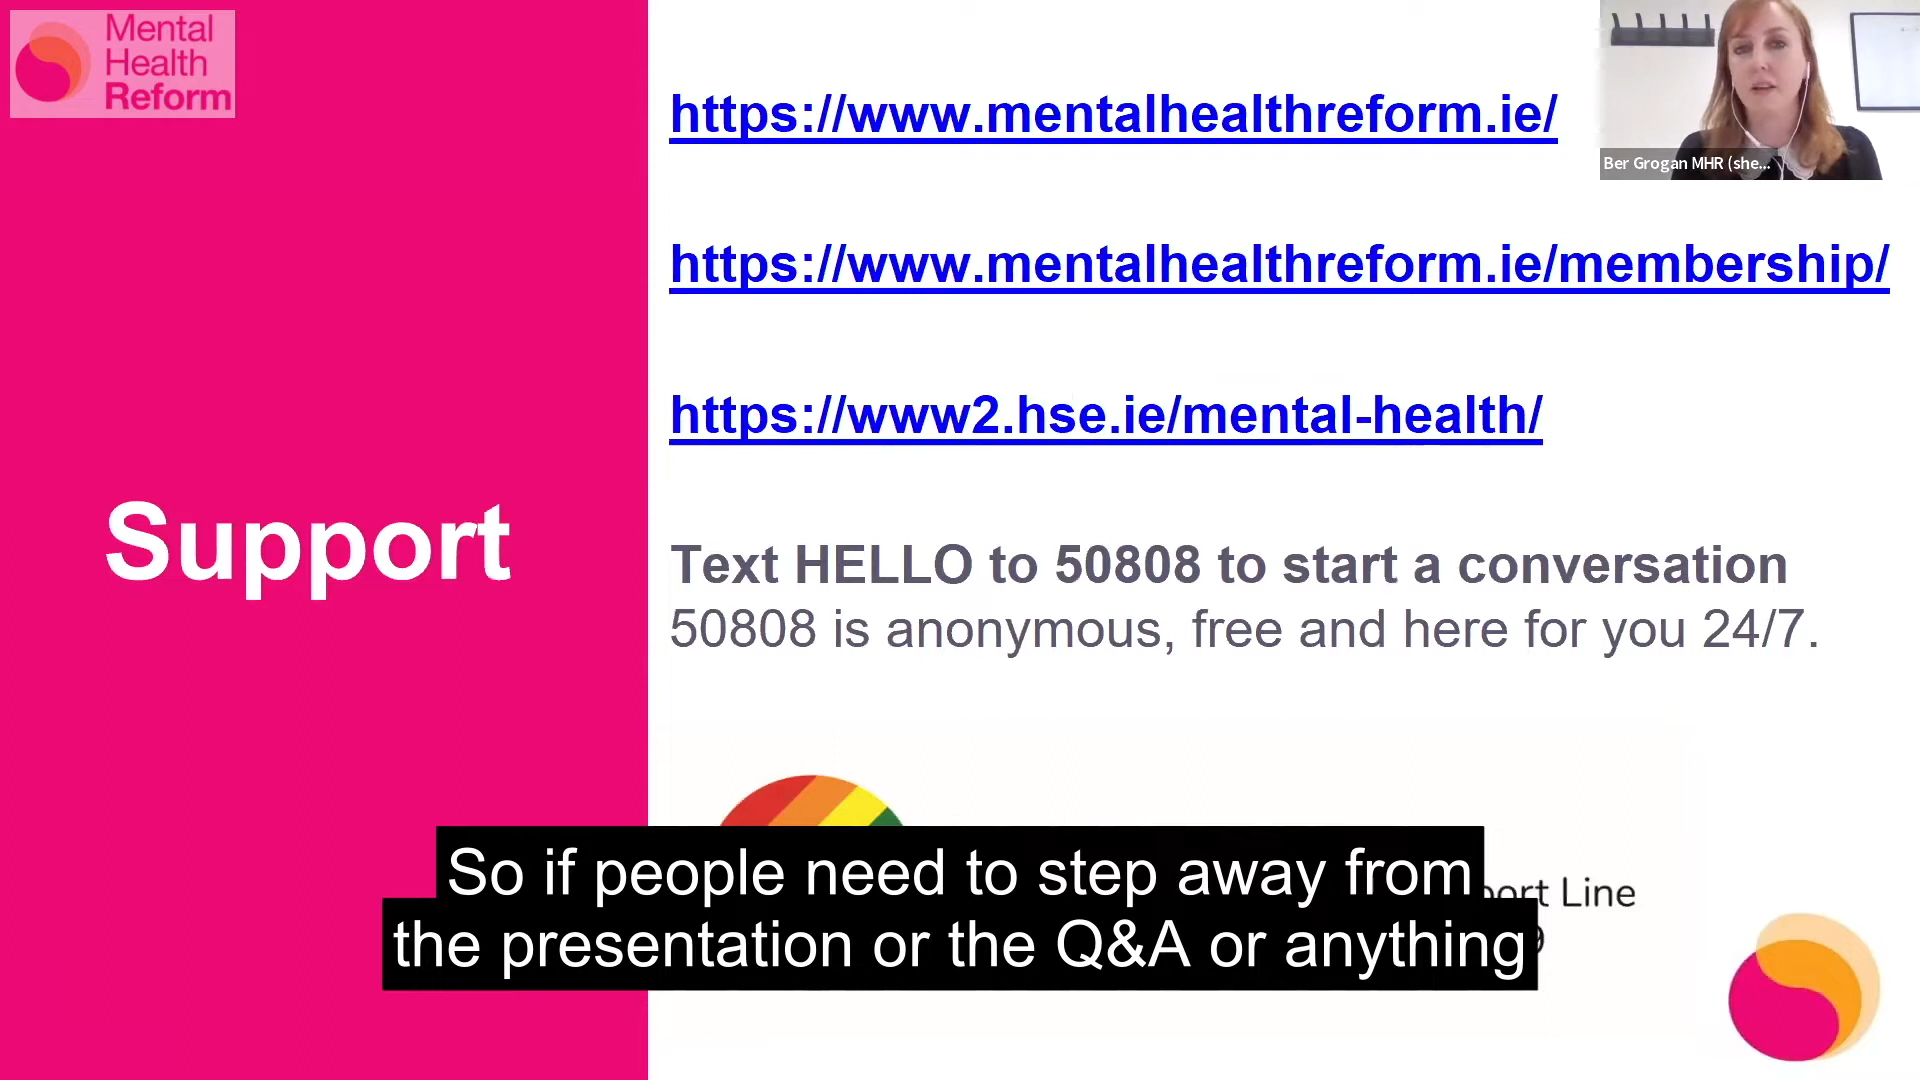 Mental
Health
Reform
https://www.mentalhealthreform.ie/
Ber Grogan MHR (she...
https://www.mentalhealthreform.ie/membership/
https://www2.hse.ie/mental-health/
Support
Text HELLO to 50808 to start a conversation
50808 is anonymous, free and here for you 24/7.
So if people need to step away from
Line
the presentation or the Q&A or anything